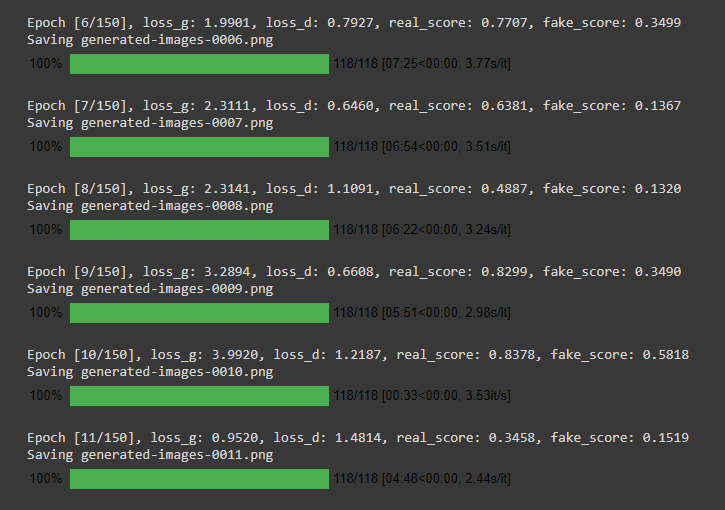 Epoch [6/150], loss_g: 1.9901, loss_d: 0.7927, real_score: 0.7707, fake_score: 0.3499
Saving generated-images-0006.png
100% 118/118 [07:25<00:00, 3.77s/it]
Epoch [7/150], loss_g: 2.3111, loss_d: 0.6460, real_score: 0.6381, fake_score: 0.1367
Saving generated-images-0007.png
100% 118/118 [06:54<00:00, 3.51s/it]
Epoch [8/150], loss_g: 2.3141, loss_d: 1.1091, real_score: 0.4887, fake_score: 0.1320
Saving generated-images-0008.png
100% 118/118 [06:22<00:00, 3.24s/it]
Epoch [9/150], loss_g: 3.2894, loss_d: 0.6608, real_score: 0.8299, fake_score: 0.3490
Saving generated-images-0009.png
100% 118/118 [05:51<00:00, 2.98s/it]
Epoch [10/150], loss_g: 3.9920, loss_d: 1.2187, real_score: 0.8378, fake_score: 0.5818
Saving generated-images-0010.png
100% 118/118 [00:33<00:00, 3.53it/s]
Epoch [11/150], loss_g: 0.9520, loss_d: 1.4814, real_score: 0.3458, fake_score: 0.1519
Saving generated-images-0011.png
100% 118/118 [04:48<00:00, 2.44s/it]